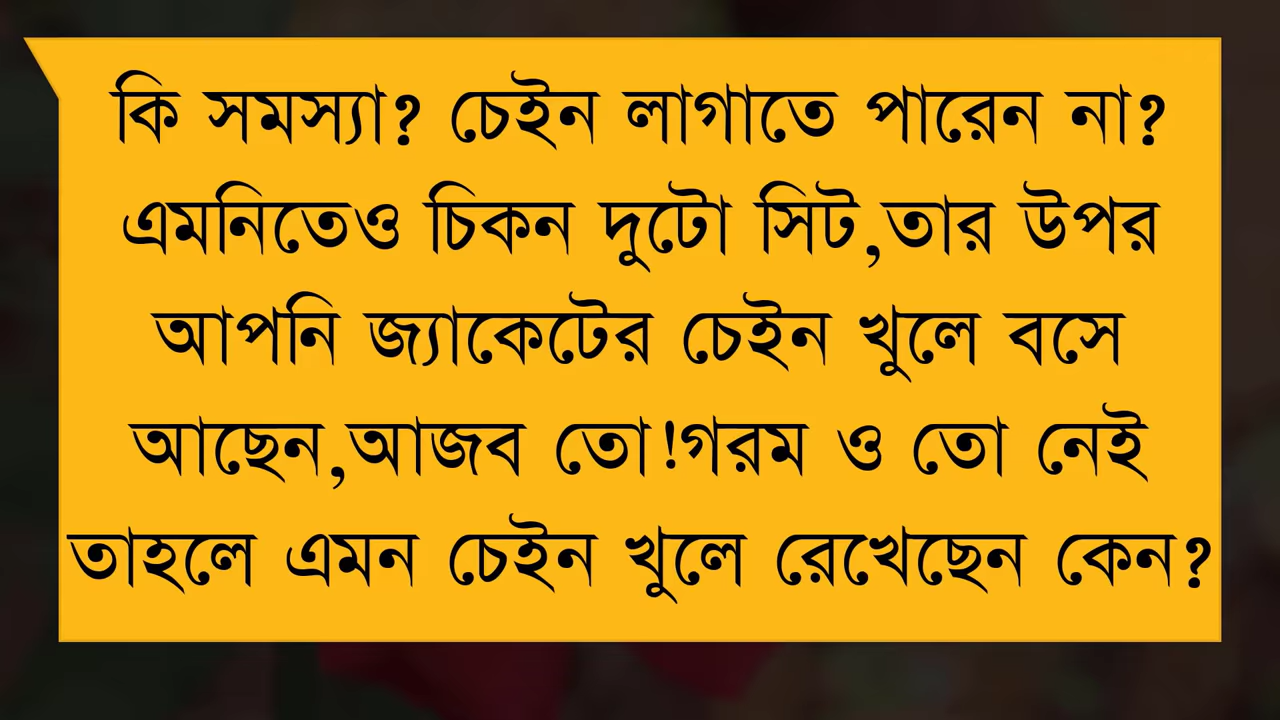 কি সমস্যা? চেইন লাগাতে পারেন না?
এমনিতেও চিকন দুটো সিট,তার উপর
আপনি জ্যাকেটের চেইন খুলে বসে
আছেন,আজব তো!গরম ও তো নেই
তাহলে এমন চেইন খুলে রেখেছেন কেন?